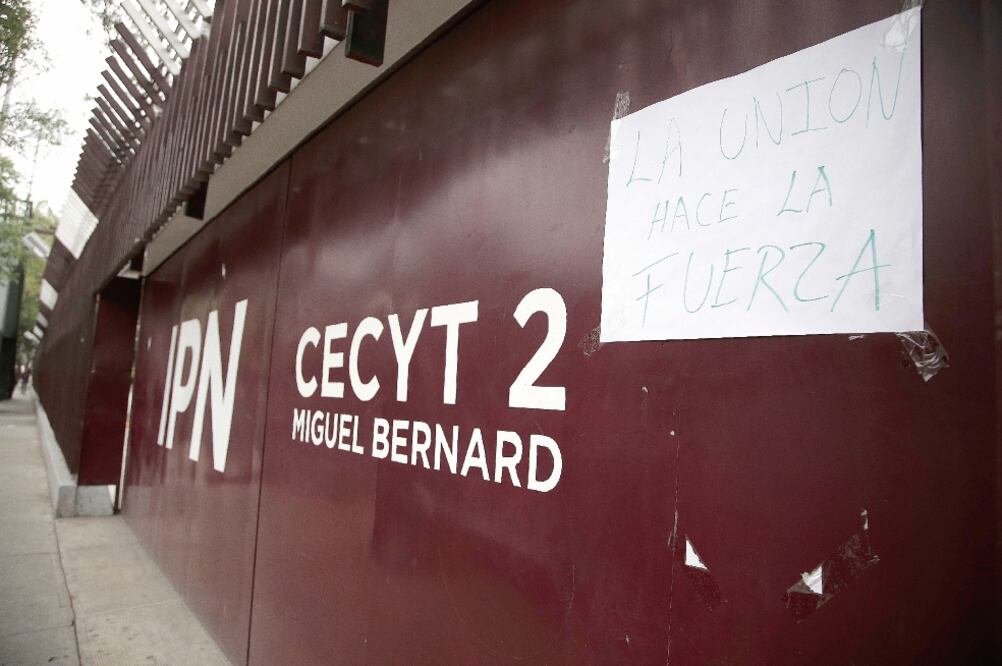 IPN
CECYT 2
MIGUEL BERNARD
LA UNION
HACE LA
FUERZA